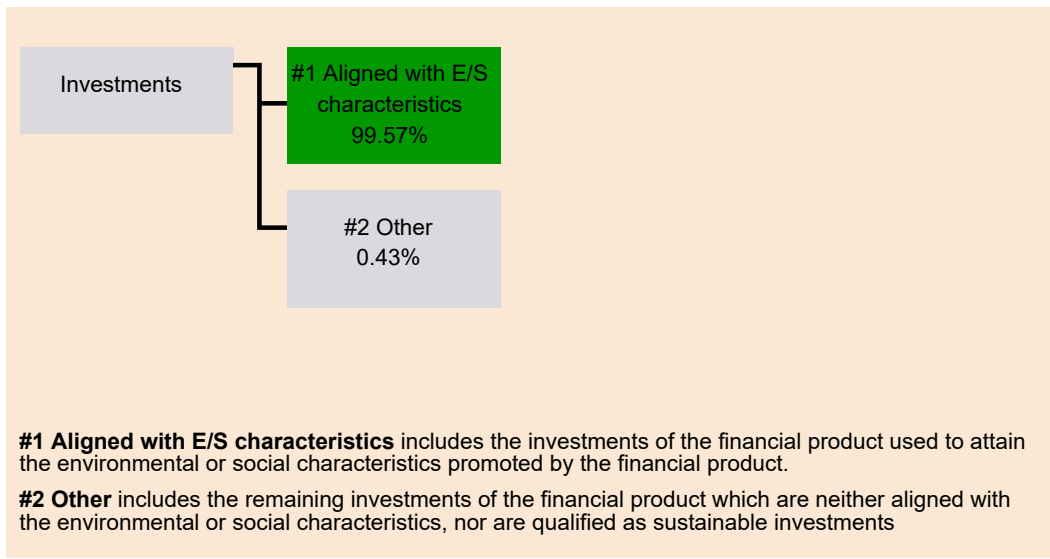 Investments
#1 Aligned with E/S
characteristics
99.57%
#2 Other
0.43%
#1 Aligned with E/S characteristics includes the investments of the financial product used to attain
the environmental or social characteristics promoted by the financial product.
#2 Other includes the remaining investments of the financial product which are neither aligned with
the environmental or social characteristics, nor are qualified as sustainable investments